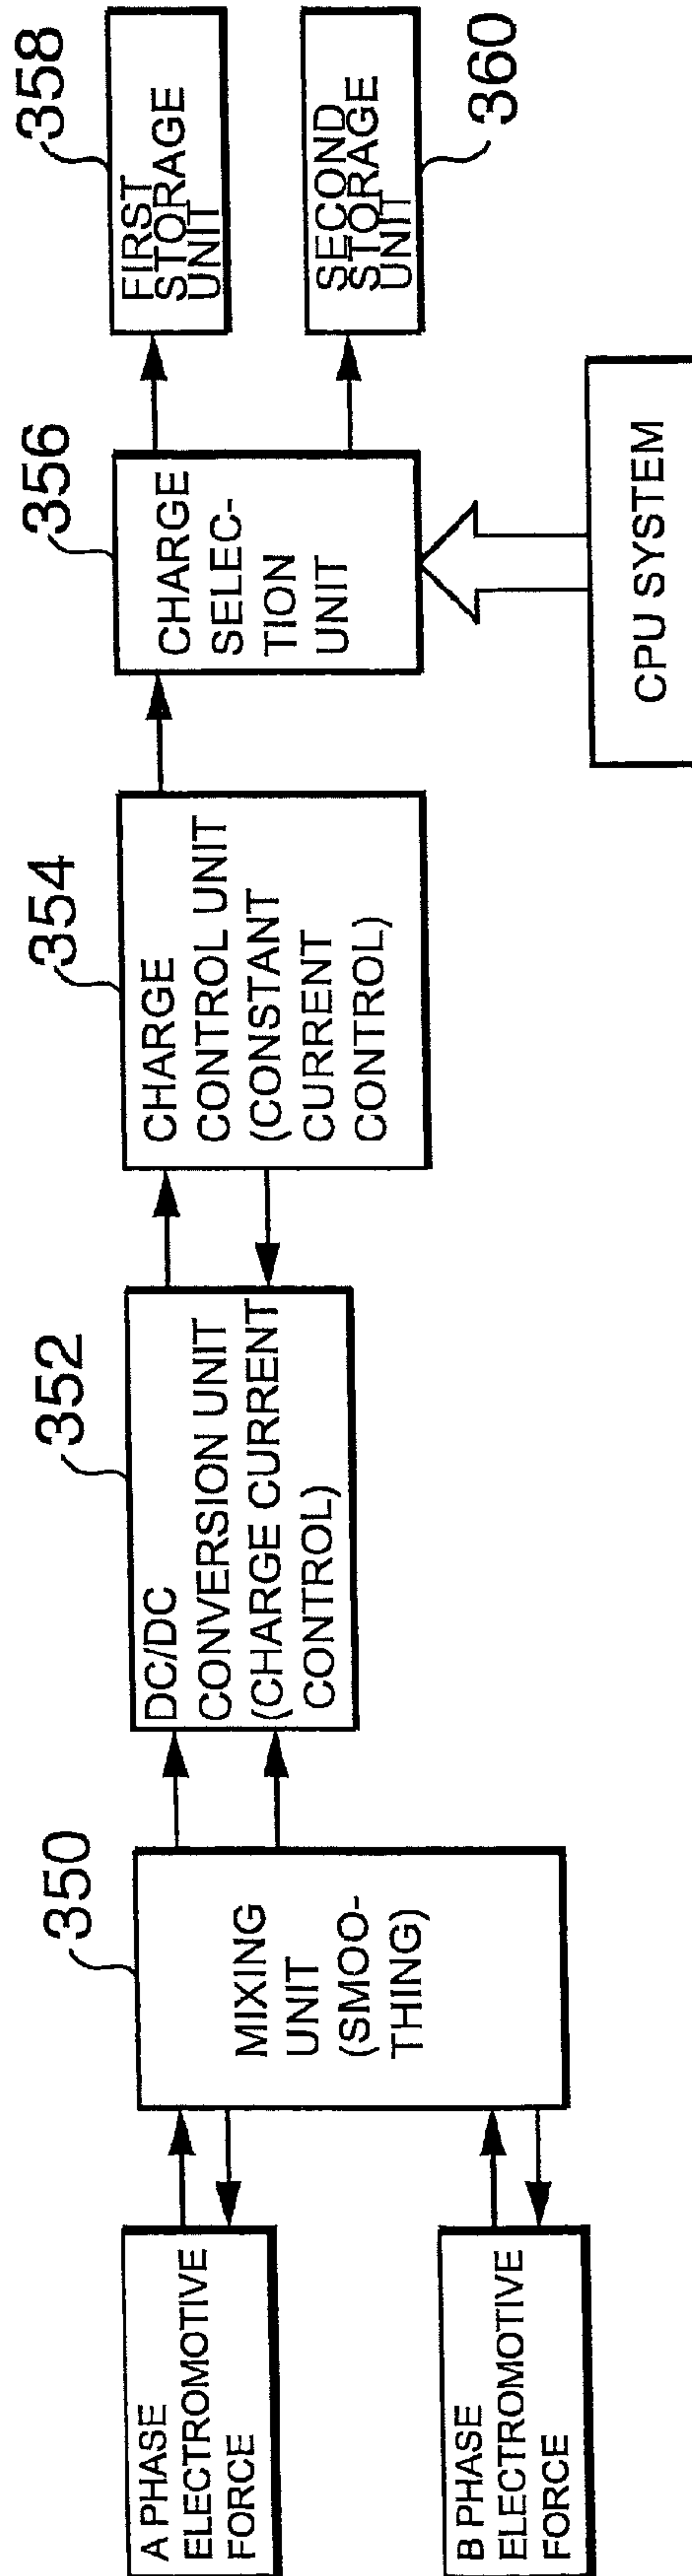 A PHASE
ELECTROMOTIVE
FORCE
B PHASE
ELECTROMOTIVE
FORCE
350
MIXING
UNIT
(SMOO-
THING)
352
DC/DC
CONVERSION UNIT
(CHARGE CURRENT
CONTROL)
354
CHARGE
CONTROL UNIT
(CONSTANT
CURRENT
CONTROL)
356
CHARGE
SELEC-
TION
UNIT
CPU SYSTEM
358
FIRST
STORAGE
UNIT
SECOND
STORAGE
UNIT
360